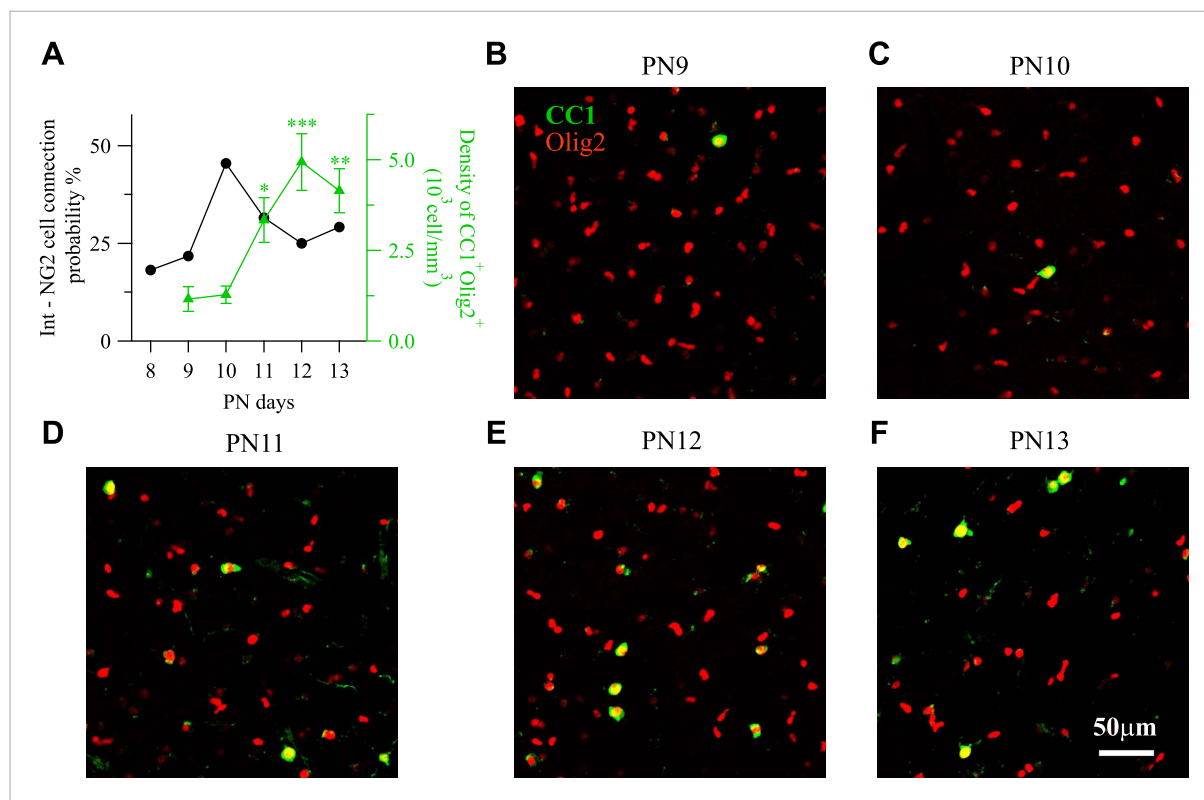 A
Int - NG2 cell connection
probability %
50
25
0
***
**
*
5.0
2.5
0.0
Density of CC1⁺Olig2⁺
(10³ cell/mm³)
8 9 10 11 12 13
PN days
B
PN9
CC1
Olig2
C
PN10
D
PN11
E
PN12
F
PN13
50μm